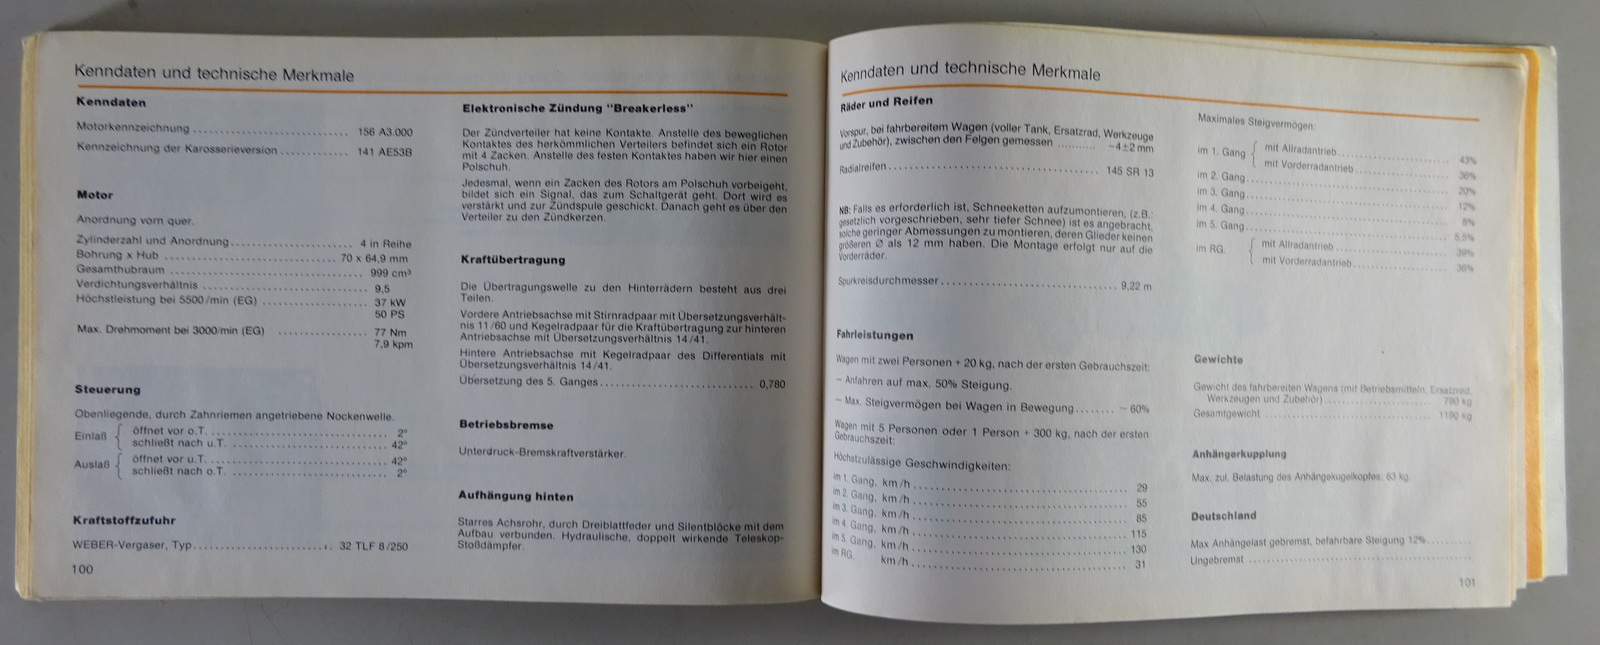 Kenndaten und technische Merkmale
Kenndaten
Motorkennzeichnung ............................ 156 A3.000
Kennzeichnung der Karosserieversion ............ 141 AE53B
Motor
Anordnung vorn quer.
Zylinderzahl und Anordnung ...................... 4 in Reihe
Bohrung x Hub ................................ 70 x 64,9 mm
Gesamthubraum ................................ 999 cm³
Verdichtungsverhältnis ........................... 9,5
Höchstleistung bei 5500/min (EG) ................. 37 kW
50 PS
Max. Drehmoment bei 3000/min (EG) ............... 77 Nm
7,9 kpm
Steuerung
Obenliegende, durch Zahnriemen angetriebene Nockenwelle.
Einlaß { öffnet vor o.T. ............................ 2°
schließt nach u.T. ............................ 42°
Auslaß { öffnet vor u.T. ............................ 42°
schließt nach o.T. ............................ 2°
Kraftstoffzufuhr
WEBER-Vergaser, Typ ...................... 32 TLF 8/250
100
Elektronische Zündung "Breakerless"
Der Zündverteiler hat keine Kontakte. Anstelle des beweglichen
Kontaktes des herkömmlichen Verteilers befindet sich ein Rotor
mit 4 Zacken. Anstelle des festen Kontaktes haben wir hier einen
Polschuh.
Jedesmal, wenn ein Zacken des Rotors am Polschuh vorbeigeht,
bildet sich ein Signal, das zum Schaltgerät geht. Dort wird es
verstärkt und zur Zündspule geschickt. Danach geht es über den
Verteiler zu den Zündkerzen.
Kraftübertragung
Die Übertragungswelle zu den Hinterrädern besteht aus drei
Teilen.
Vordere Antriebsachse mit Stirnradpaar mit Übersetzungsverhält-
nis 11/60 und Kegelradpaar für die Kraftübertragung zur hinteren
Antriebsachse mit Übersetzungsverhältnis 14/41.
Hintere Antriebsachse mit Kegelradpaar des Differentials mit
Übersetzungsverhältnis 14/41.
Übersetzung des 5. Ganges ............................ 0,780
Betriebsbremse
Unterdruck-Bremskraftverstärker.
Aufhängung hinten
Starres Achsrohr, durch Dreiblattfeder und Silentblöcke mit dem
Aufbau verbunden. Hydraulische, doppelt wirkende Teleskop-
Stoßdämpfer.
Kenndaten und technische Merkmale
Räder und Reifen
Vorspur, bei fahrbereitem Wagen (voller Tank, Ersatzrad, Werkzeuge
und Zubehör), zwischen den Felgen gemessen ........... −4±2 mm
Radialreifen ...................................... 145 SR 13
NB: Falls es erforderlich ist, Schneeketten aufzumontieren, (z.B.:
gesetzlich vorgeschrieben, sehr tiefer Schnee) ist es angebracht,
solche geringer Abmessungen zu montieren, deren Glieder keinen
größeren Ø als 12 mm haben. Die Montage erfolgt nur auf die
Vorderräder.
Spurkreisdurchmesser ............................... 9,22 m
Fahrleistungen
Wagen mit zwei Personen + 20 kg, nach der ersten Gebrauchszeit:
– Anfahren auf max. 50% Steigung.
– Max. Steigvermögen bei Wagen in Bewegung ........ ~ 60%
Wagen mit 5 Personen oder 1 Person + 300 kg, nach der ersten
Gebrauchszeit:
Höchstzulässige Geschwindigkeiten:
im 1. Gang, km/h .................................. 29
im 2. Gang, km/h .................................. 55
im 3. Gang, km/h .................................. 85
im 4. Gang, km/h .................................. 115
im 5. Gang, km/h .................................. 130
im RG. km/h .................................. 31
Maximales Steigvermögen:
im 1. Gang { mit Allradantrieb ........................ 43%
mit Vorderradantrieb ........................ 36%
im 2. Gang ........................................ 20%
im 3. Gang ........................................ 12%
im 4. Gang ........................................ 8%
im 5. Gang ........................................ 5,5%
im RG. { mit Allradantrieb ........................ 39%
mit Vorderradantrieb ........................ 36%
Gewichte
Gewicht des fahrbereiten Wagens (mit Betriebsmitteln, Ersatzrad,
Werkzeugen und Zubehör) ........................ 790 kg
Gesamtgewicht ................................ 1190 kg
Anhängerkupplung
Max. zul. Belastung des Anhängekugelkopfes: 63 kg.
Deutschland
Max Anhängelast gebremst, befahrbare Steigung 12% ..........
Ungebremst ........................................
101